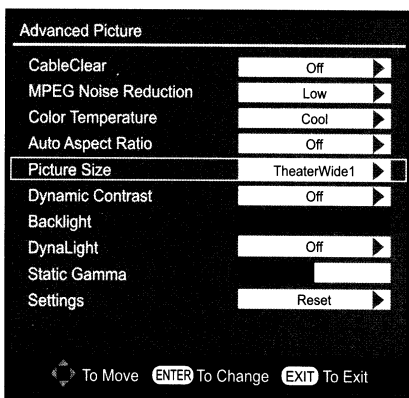 Advanced Picture
CableClear Off
MPEG Noise Reduction Low
Color Temperature Cool
Auto Aspect Ratio Off
Picture Size TheaterWide1
Dynamic Contrast Off
Backlight
DynaLight Off
Static Gamma
Settings Reset
To Move ENTER To Change EXIT To Exit